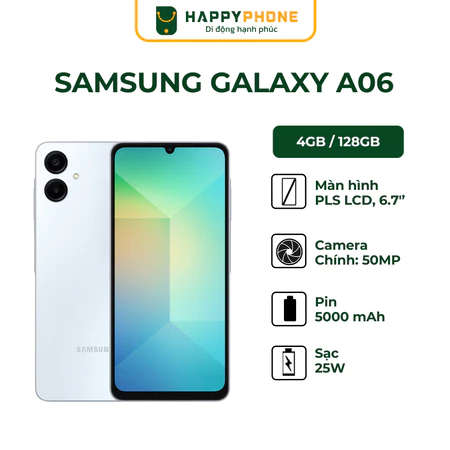 HAPPYPHONE
Di động hạnh phúc
SAMSUNG GALAXY A06
4GB / 128GB
Màn hình
PLS LCD, 6.7”
Camera
Chính: 50MP
Pin
5000 mAh
Sạc
25W
SAMSUNG